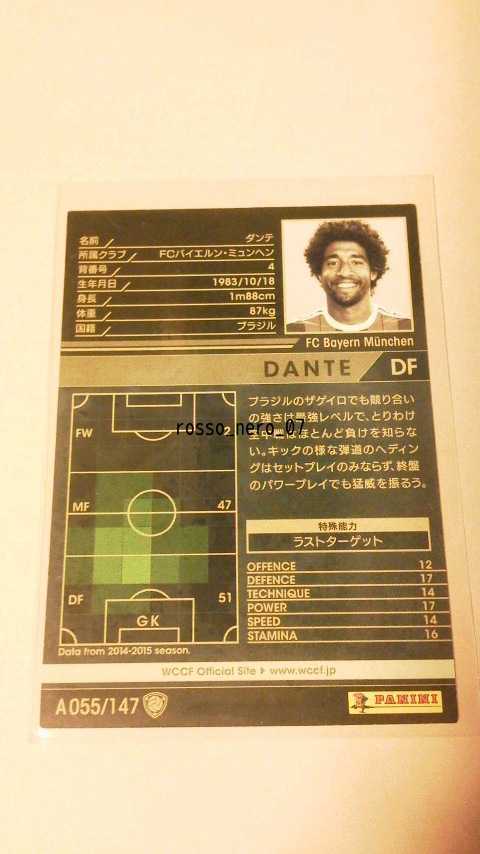 名前 ダンテ
所属クラブ FCバイエルン・ミュンヘン
背番号 4
生年月日 1983/10/18
身長 1m88cm
体重 87kg
国籍 ブラジル
FC Bayern München
DANTE DF
FW 2
MF 47
DF 51
GK
Data from 2014-2015 season.
ブラジルのザゲイロでも競り合い
の強さは最強レベルで、とりわけ
空中戦はほとんど負けを知らな
い。キックの様な弾道のヘディン
グはセットプレイのみならず、終盤
のパワープレイでも猛威を振るう。
rosso_nero_07
特殊能力
ラストターゲット
OFFENCE 12
DEFENCE 17
TECHNIQUE 14
POWER 17
SPEED 14
STAMINA 16
WCCF Official Site www.wccf.jp
A055/147
PANINI